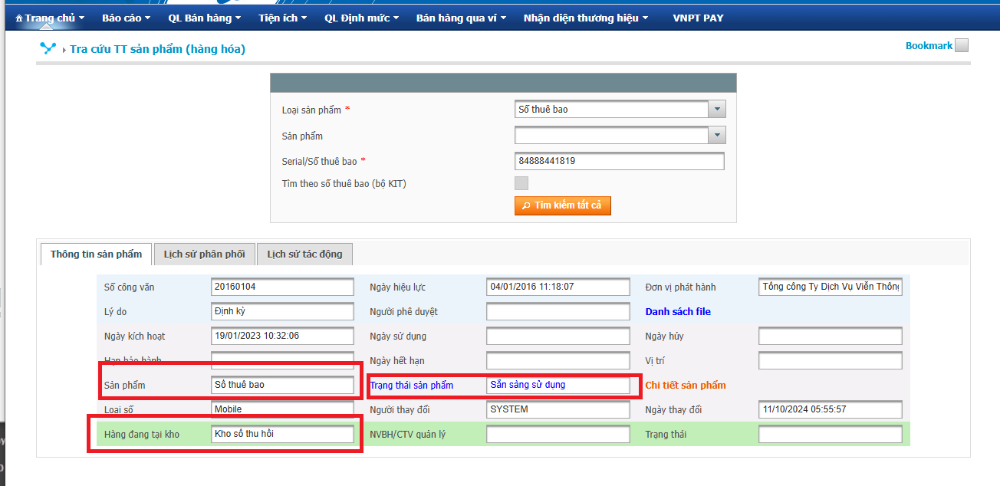 Trang chủ Báo cáo QL Bán hàng Tiện ích QL Định mức Bán hàng qua ví Nhận diện thương hiệu VNPT PAY
Tra cứu TT sản phẩm (hàng hóa) Bookmark
Loại sản phẩm * Số thuê bao
Sản phẩm
Serial/Số thuê bao * 84888441819
Tìm theo số thuê bao (bộ KIT)
Tìm kiếm tất cả
Thông tin sản phẩm Lịch sử phân phối Lịch sử tác động
Số công văn 20160104 Ngày hiệu lực 04/01/2016 11:18:07 Đơn vị phát hành Tổng công Ty Dịch Vụ Viễn Thông
Lý do Định kỳ Người phê duyệt Danh sách file
Ngày kích hoạt 19/01/2023 10:32:06 Ngày sử dụng Ngày hủy
Hạn bảo hành Ngày hết hạn Vị trí
Sản phẩm Số thuê bao Trạng thái sản phẩm Sẵn sàng sử dụng Chi tiết sản phẩm
Loại số Mobile Người thay đổi SYSTEM Ngày thay đổi 11/10/2024 05:55:57
Hàng đang tại kho Kho số thu hồi NVBH/CTV quản lý Trạng thái